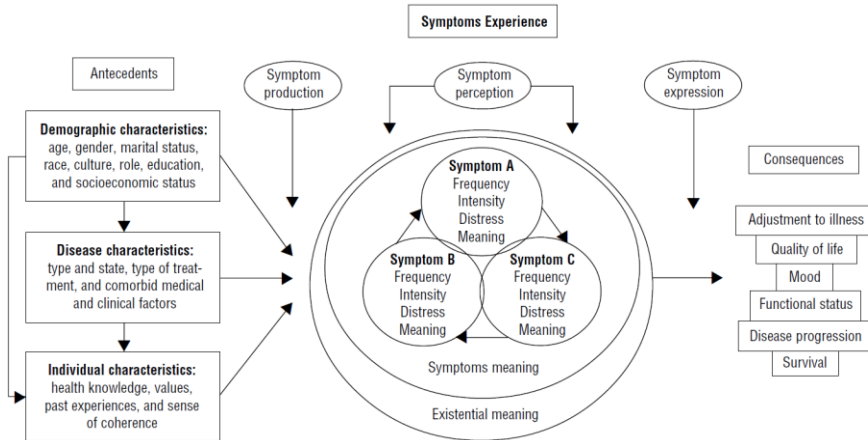 Symptoms Experience
Antecedents
Symptom
production
Symptom
perception
Symptom
expression
Demographic characteristics:
age, gender, marital status,
race, culture, role, education,
and socioeconomic status
Disease characteristics:
type and state, type of treat-
ment, and comorbid medical
and clinical factors
Individual characteristics:
health knowledge, values,
past experiences, and sense
of coherence
Symptom A
Frequency
Intensity
Distress
Meaning
Symptom B
Frequency
Intensity
Distress
Meaning
Symptom C
Frequency
Intensity
Distress
Meaning
Symptoms meaning
Existential meaning
Consequences
Adjustment to illness
Quality of life
Mood
Functional status
Disease progression
Survival